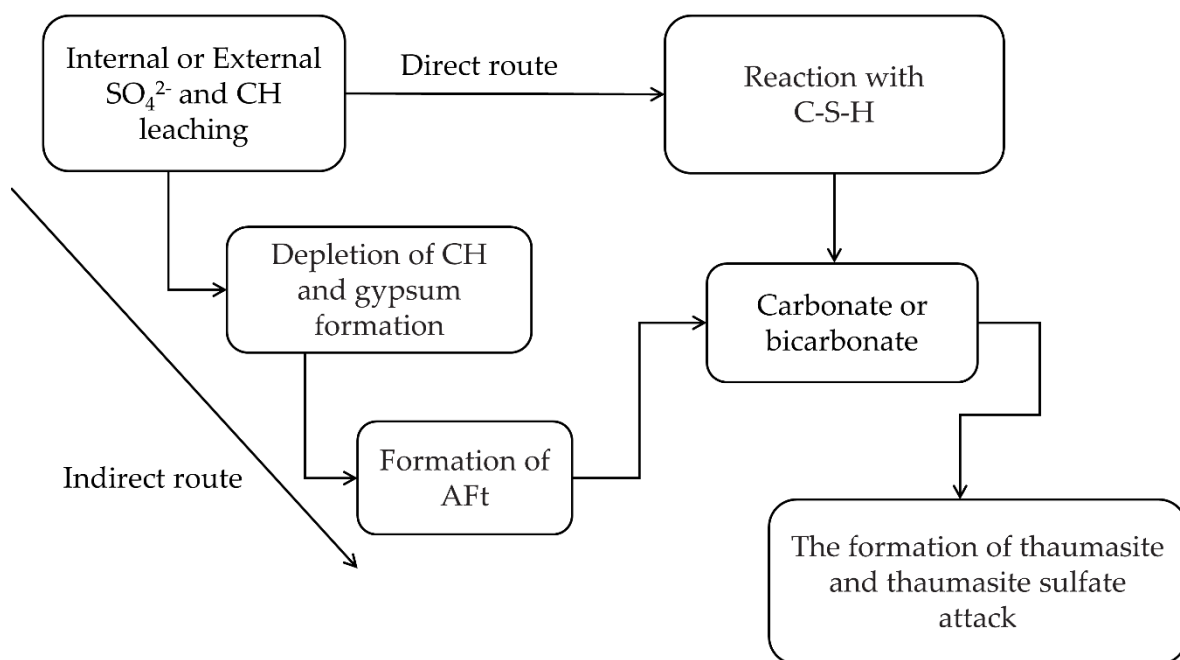 Internal or External
SO₄²⁻ and CH
leaching
Direct route
Reaction with
C-S-H
Depletion of CH
and gypsum
formation
Carbonate or
bicarbonate
Indirect route
Formation of
AFt
The formation of thaumasite
and thaumasite sulfate
attack